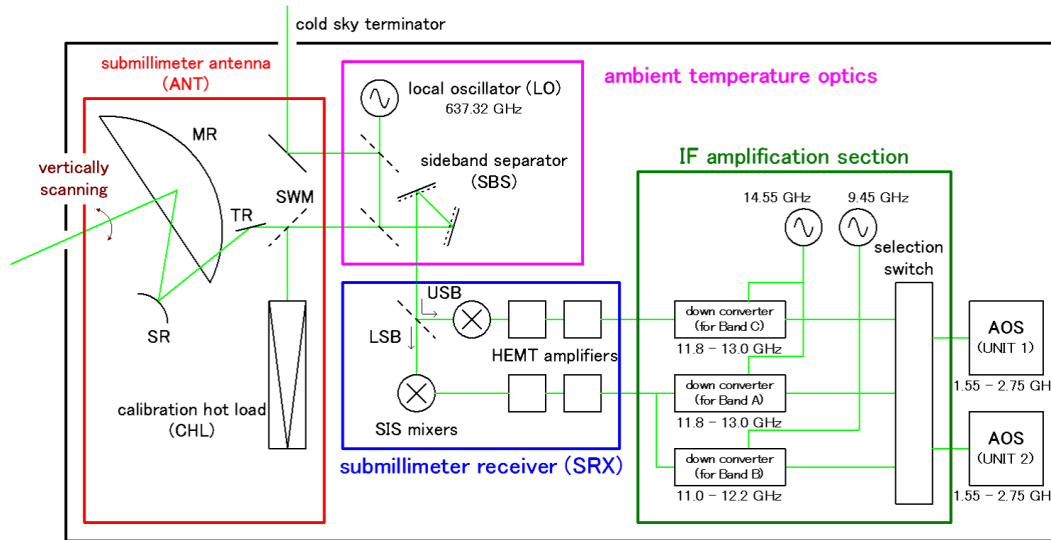 cold sky terminator
submillimeter antenna
(ANT)
ambient temperature optics
local oscillator (LO)
637.32 GHz
MR
vertically
scanning
sideband separator
(SBS)
IF amplification section
SWM
TR
14.55 GHz
9.45 GHz
selection
switch
SR
USB
LSB
HEMT amplifiers
down converter
(for Band C)
11.8 – 13.0 GHz
AOS
(UNIT 1)
1.55 – 2.75 GH
calibration hot load
(CHL)
SIS mixers
down converter
(for Band A)
11.8 – 13.0 GHz
down converter
(for Band B)
11.0 – 12.2 GHz
AOS
(UNIT 2)
1.55 – 2.75 GH
submillimeter receiver (SRX)